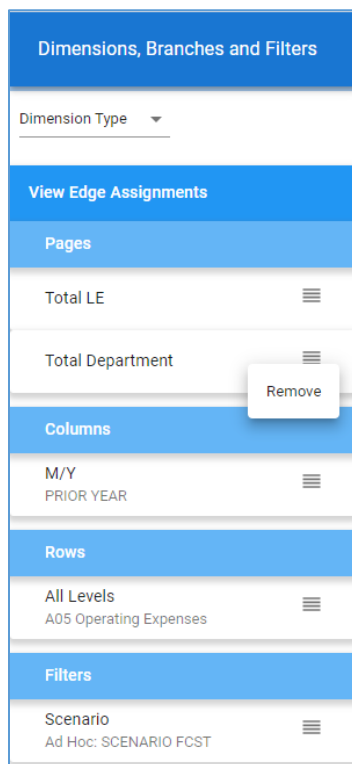 Dimensions, Branches and Filters
Dimension Type
View Edge Assignments
Pages
Total LE
Total Department
Remove
Columns
M/Y
PRIOR YEAR
Rows
All Levels
A05 Operating Expenses
Filters
Scenario
Ad Hoc: SCENARIO FCST